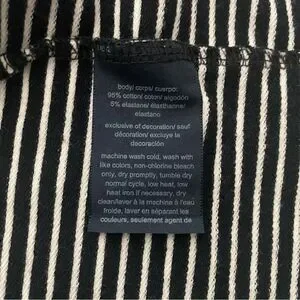 body/ corps/ cuerpo:
95% cotton/ coton/ algodón
5% elastane/ élasthanne/
elastano
exclusive of decoration/ sauf
décoration/ excluye la
decoración
machine wash cold, wash with
like colors, non-chlorine bleach
only, dry promptly, tumble dry
normal cycle, low heat, low
heat iron if necessary, dry
clean/laver à la machine à l'eau
froide, laver en séparant les
couleurs, seulement agent de